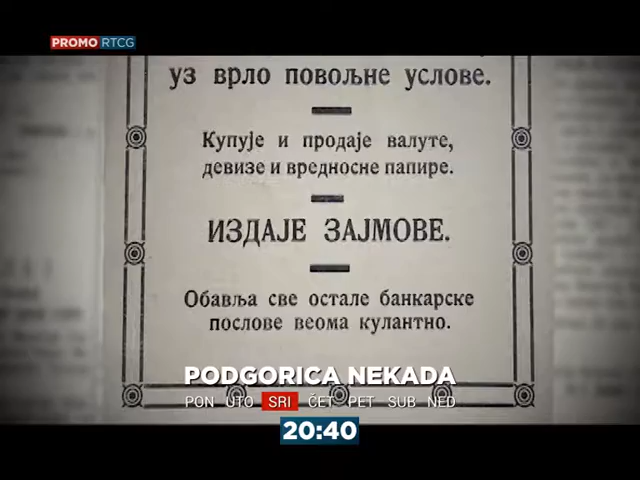 PROMO RTCG
уз врло повољне услове.
Купује и продаје валуте,
девизе и вредносне папире.
ИЗДАЈЕ ЗАЈМОВЕ.
Обавља све остале банкарске
послове веома кулантно.
PODGORICA NEKADA
PON UTO SRI ČET PET SUB NED
20:40